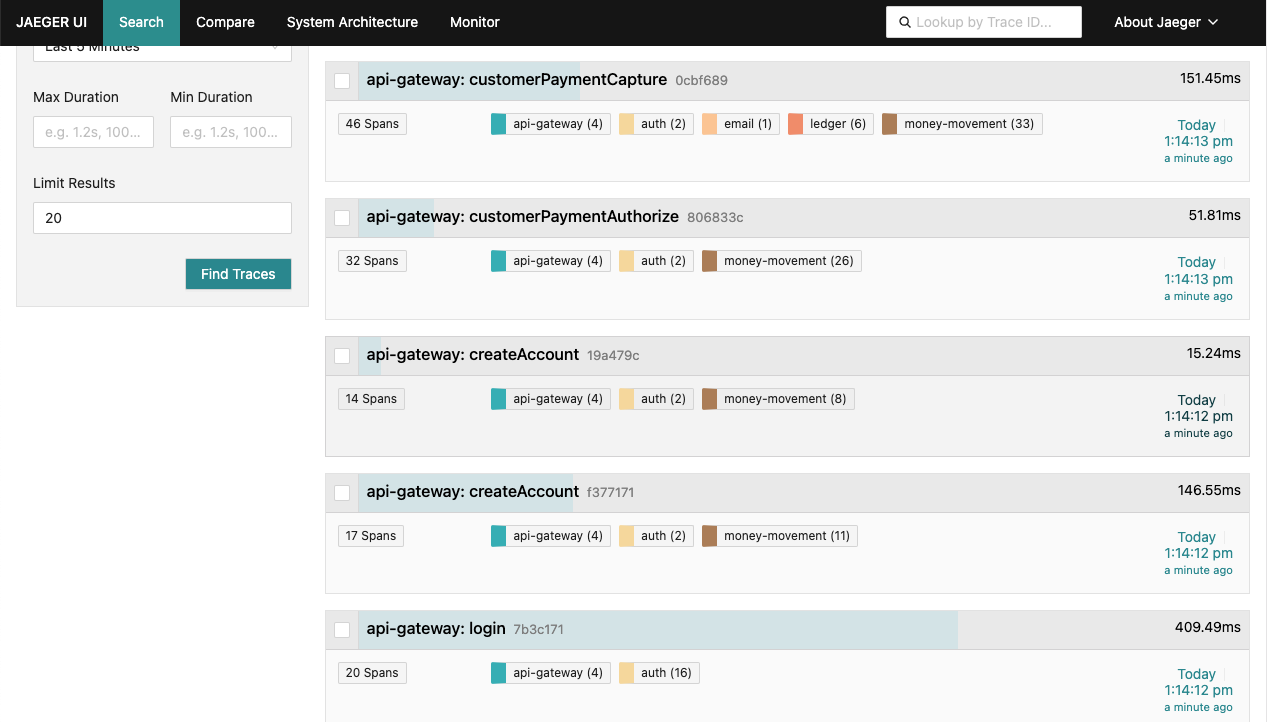 JAEGER UI Search Compare System Architecture Monitor Lookup by Trace ID... About Jaeger
Last 5 Minutes
Max Duration Min Duration
e.g. 1.2s, 100... e.g. 1.2s, 100...
Limit Results
20
Find Traces
api-gateway: customerPaymentCapture 0cbf689 151.45ms
46 Spans api-gateway (4) auth (2) email (1) ledger (6) money-movement (33) Today
1:14:13 pm
a minute ago
api-gateway: customerPaymentAuthorize 806833c 51.81ms
32 Spans api-gateway (4) auth (2) money-movement (26) Today
1:14:13 pm
a minute ago
api-gateway: createAccount 19a479c 15.24ms
14 Spans api-gateway (4) auth (2) money-movement (8) Today
1:14:12 pm
a minute ago
api-gateway: createAccount f377171 146.55ms
17 Spans api-gateway (4) auth (2) money-movement (11) Today
1:14:12 pm
a minute ago
api-gateway: login 7b3c171 409.49ms
20 Spans api-gateway (4) auth (16) Today
1:14:12 pm
a minute ago